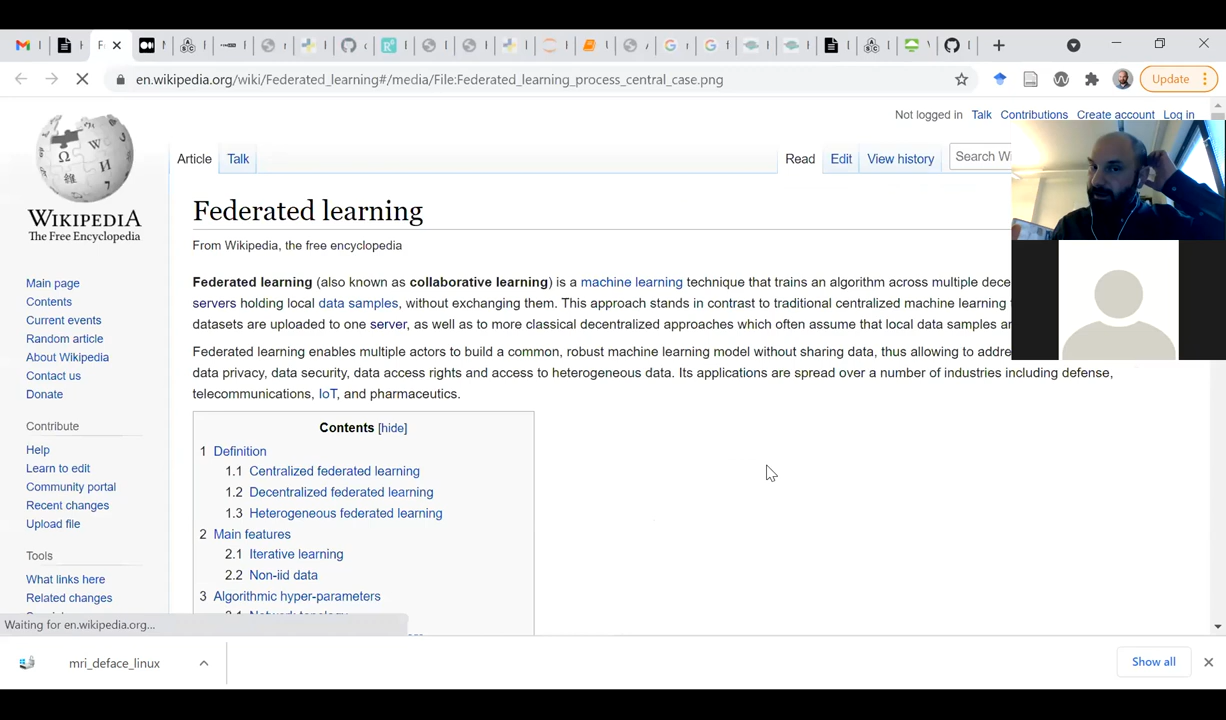 en.wikipedia.org/wiki/Federated_learning#/media/File:Federated_learning_process_central_case.png
Update
Not logged in Talk Contributions Create account Log in
Article Talk Read Edit View history Search
WIKIPEDIA
The Free Encyclopedia
Federated learning
From Wikipedia, the free encyclopedia
Main page
Contents
Current events
Random article
About Wikipedia
Contact us
Donate
Contribute
Help
Learn to edit
Community portal
Recent changes
Upload file
Tools
What links here
Related changes
Federated learning (also known as collaborative learning) is a machine learning technique that trains an algorithm across multiple
servers holding local data samples, without exchanging them. This approach stands in contrast to traditional centralized machine learning
datasets are uploaded to one server, as well as to more classical decentralized approaches which often assume that local data samples
Federated learning enables multiple actors to build a common, robust machine learning model without sharing data, thus allowing to
data privacy, data security, data access rights and access to heterogeneous data. Its applications are spread over a number of industries including defense,
telecommunications, IoT, and pharmaceutics.
Contents [hide]
1 Definition
1.1 Centralized federated learning
1.2 Decentralized federated learning
1.3 Heterogeneous federated learning
2 Main features
2.1 Iterative learning
2.2 Non-iid data
3 Algorithmic hyper-parameters
Waiting for en.wikipedia.org...
mri_deface_linux
Show all